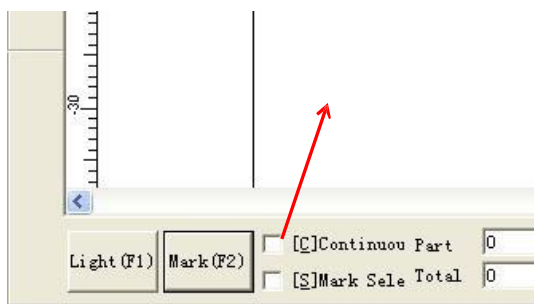 -30
[C]Continuou Part 0
Light(F1) Mark(F2)
[S]Mark Sele Total 0